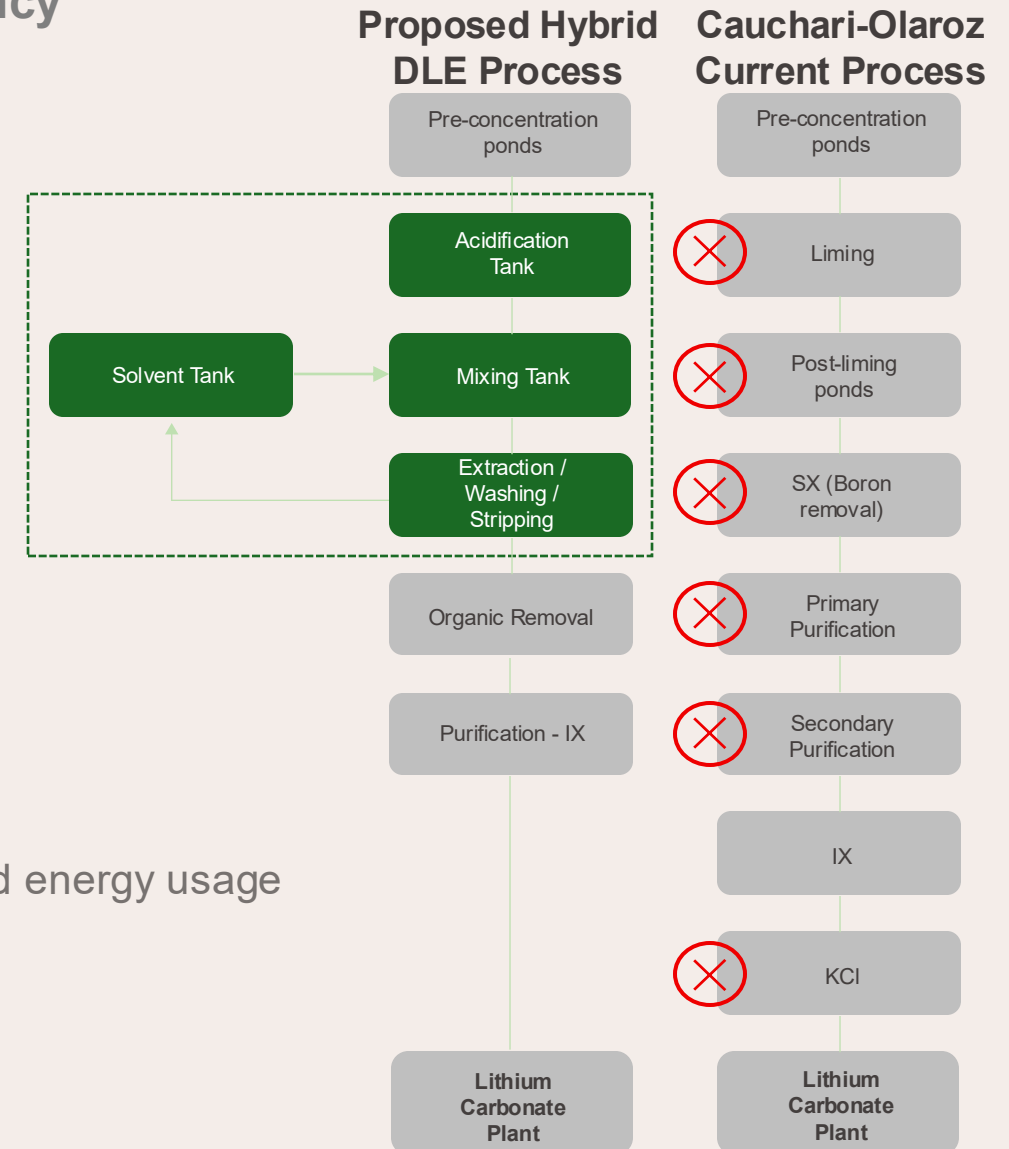 Proposed Hybrid
DLE Process
Pre-concentration
ponds
Acidification
Tank
Solvent Tank
Mixing Tank
Extraction /
Washing /
Stripping
Organic Removal
Purification - IX
Lithium
Carbonate
Plant
Cauchari-Olaroz
Current Process
Pre-concentration
ponds
Liming
Post-liming
ponds
SX (Boron
removal)
Primary
Purification
Secondary
Purification
IX
KCl
Lithium
Carbonate
Plant
energy usage